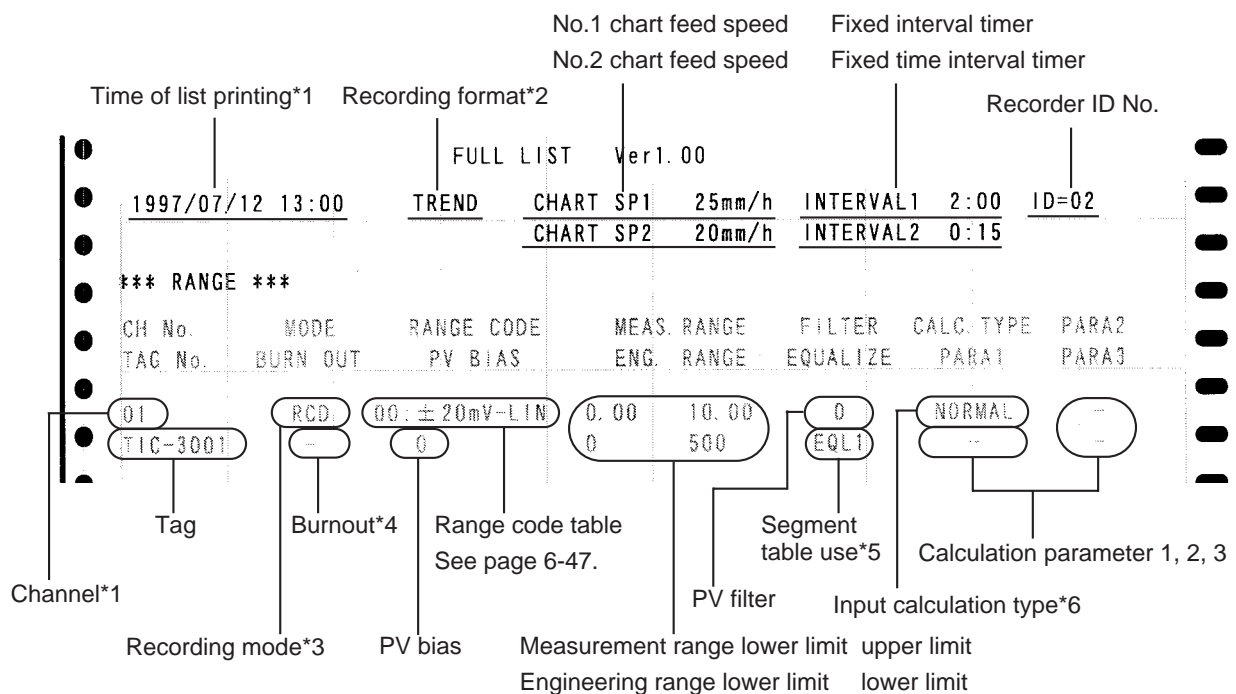 No.1 chart feed speed Fixed interval timer
No.2 chart feed speed Fixed time interval timer
Time of list printing*1 Recording format*2 Recorder ID No.
FULL LIST Ver1.00
1997/07/12 13:00 TREND CHART SP1 25mm/h INTERVAL1 2:00 ID=02
CHART SP2 20mm/h INTERVAL2 0:15
*** RANGE ***
CH No. MODE RANGE CODE MEAS. RANGE FILTER CALC. TYPE PARA2
TAG No. BURN OUT PV BIAS ENG. RANGE EQUALIZE PARA1 PARA3
01 RCD 00:±20mV-LIN 0.00 10.00 0 NORMAL -
TIC-3001 - 0 0 500 EQL1 - -
Tag Burnout*4 Range code table Segment
See page 6-47. table use*5 Calculation parameter 1, 2, 3
Channel*1 PV filter Input calculation type*6
Recording mode*3 PV bias Measurement range lower limit upper limit
Engineering range lower limit lower limit